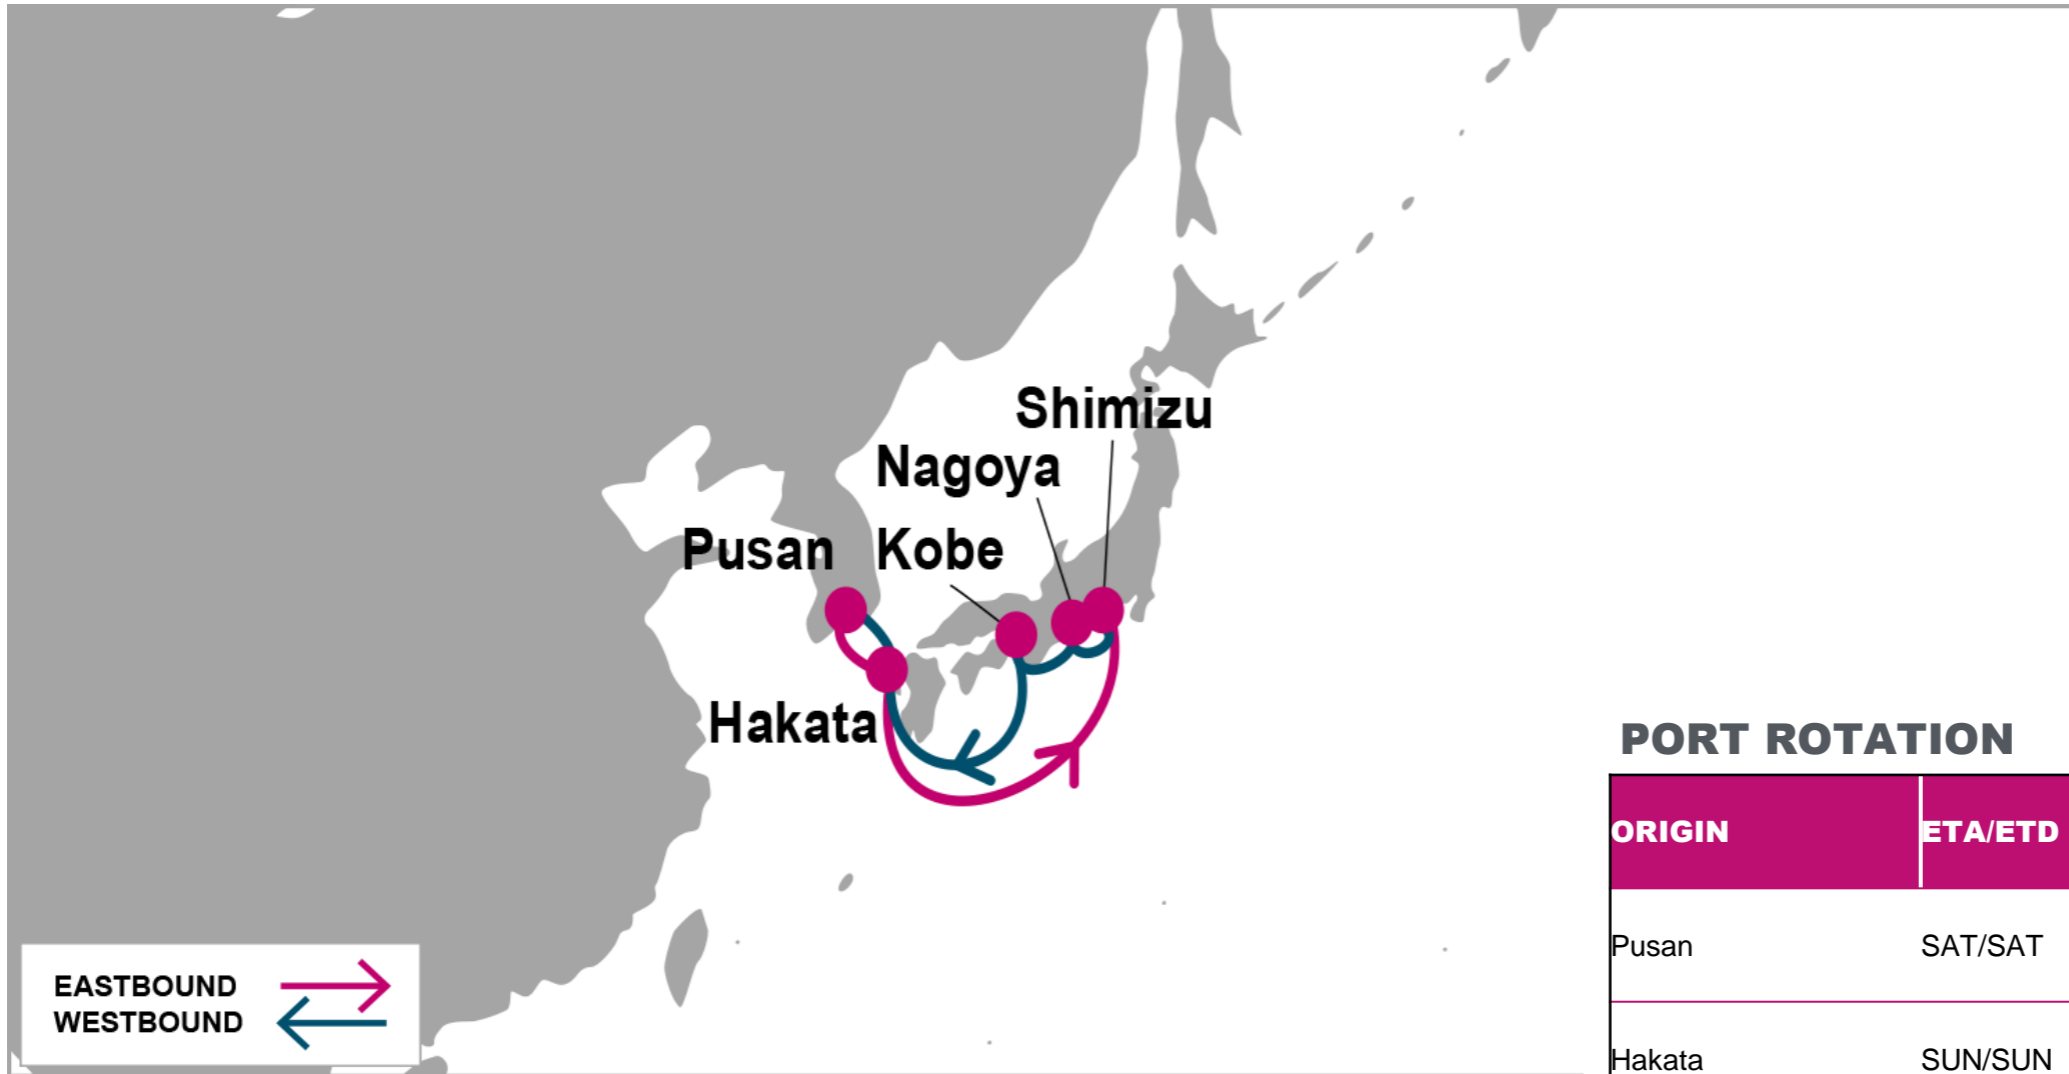 Shimizu
Nagoya
Pusan
Kobe
Hakata
EASTBOUND
WESTBOUND
PORT ROTATION
ORIGIN ETA/ETD
Pusan SAT/SAT
Hakata SUN/SUN